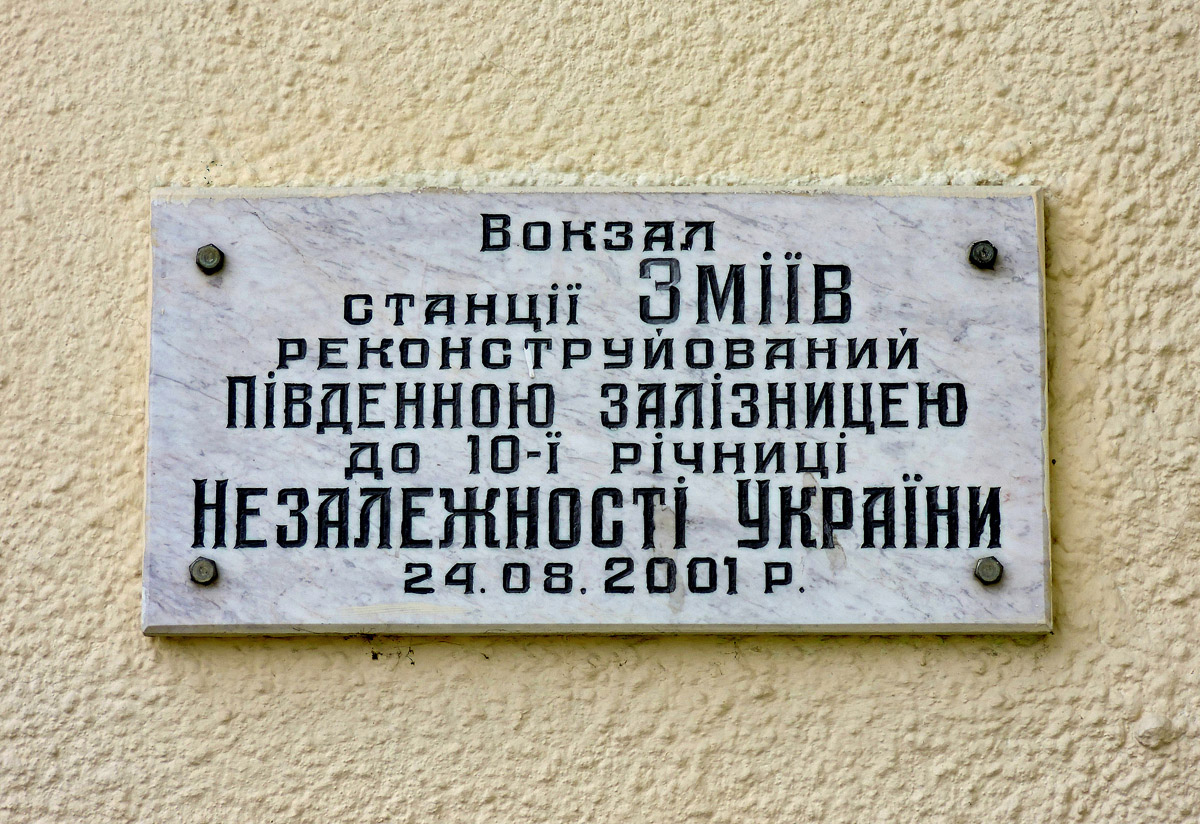 Вокзал
станції Зміїв
реконструйований
Південною залізницею
до 10-ї річниці
Незалежності України
24.08.2001 р.